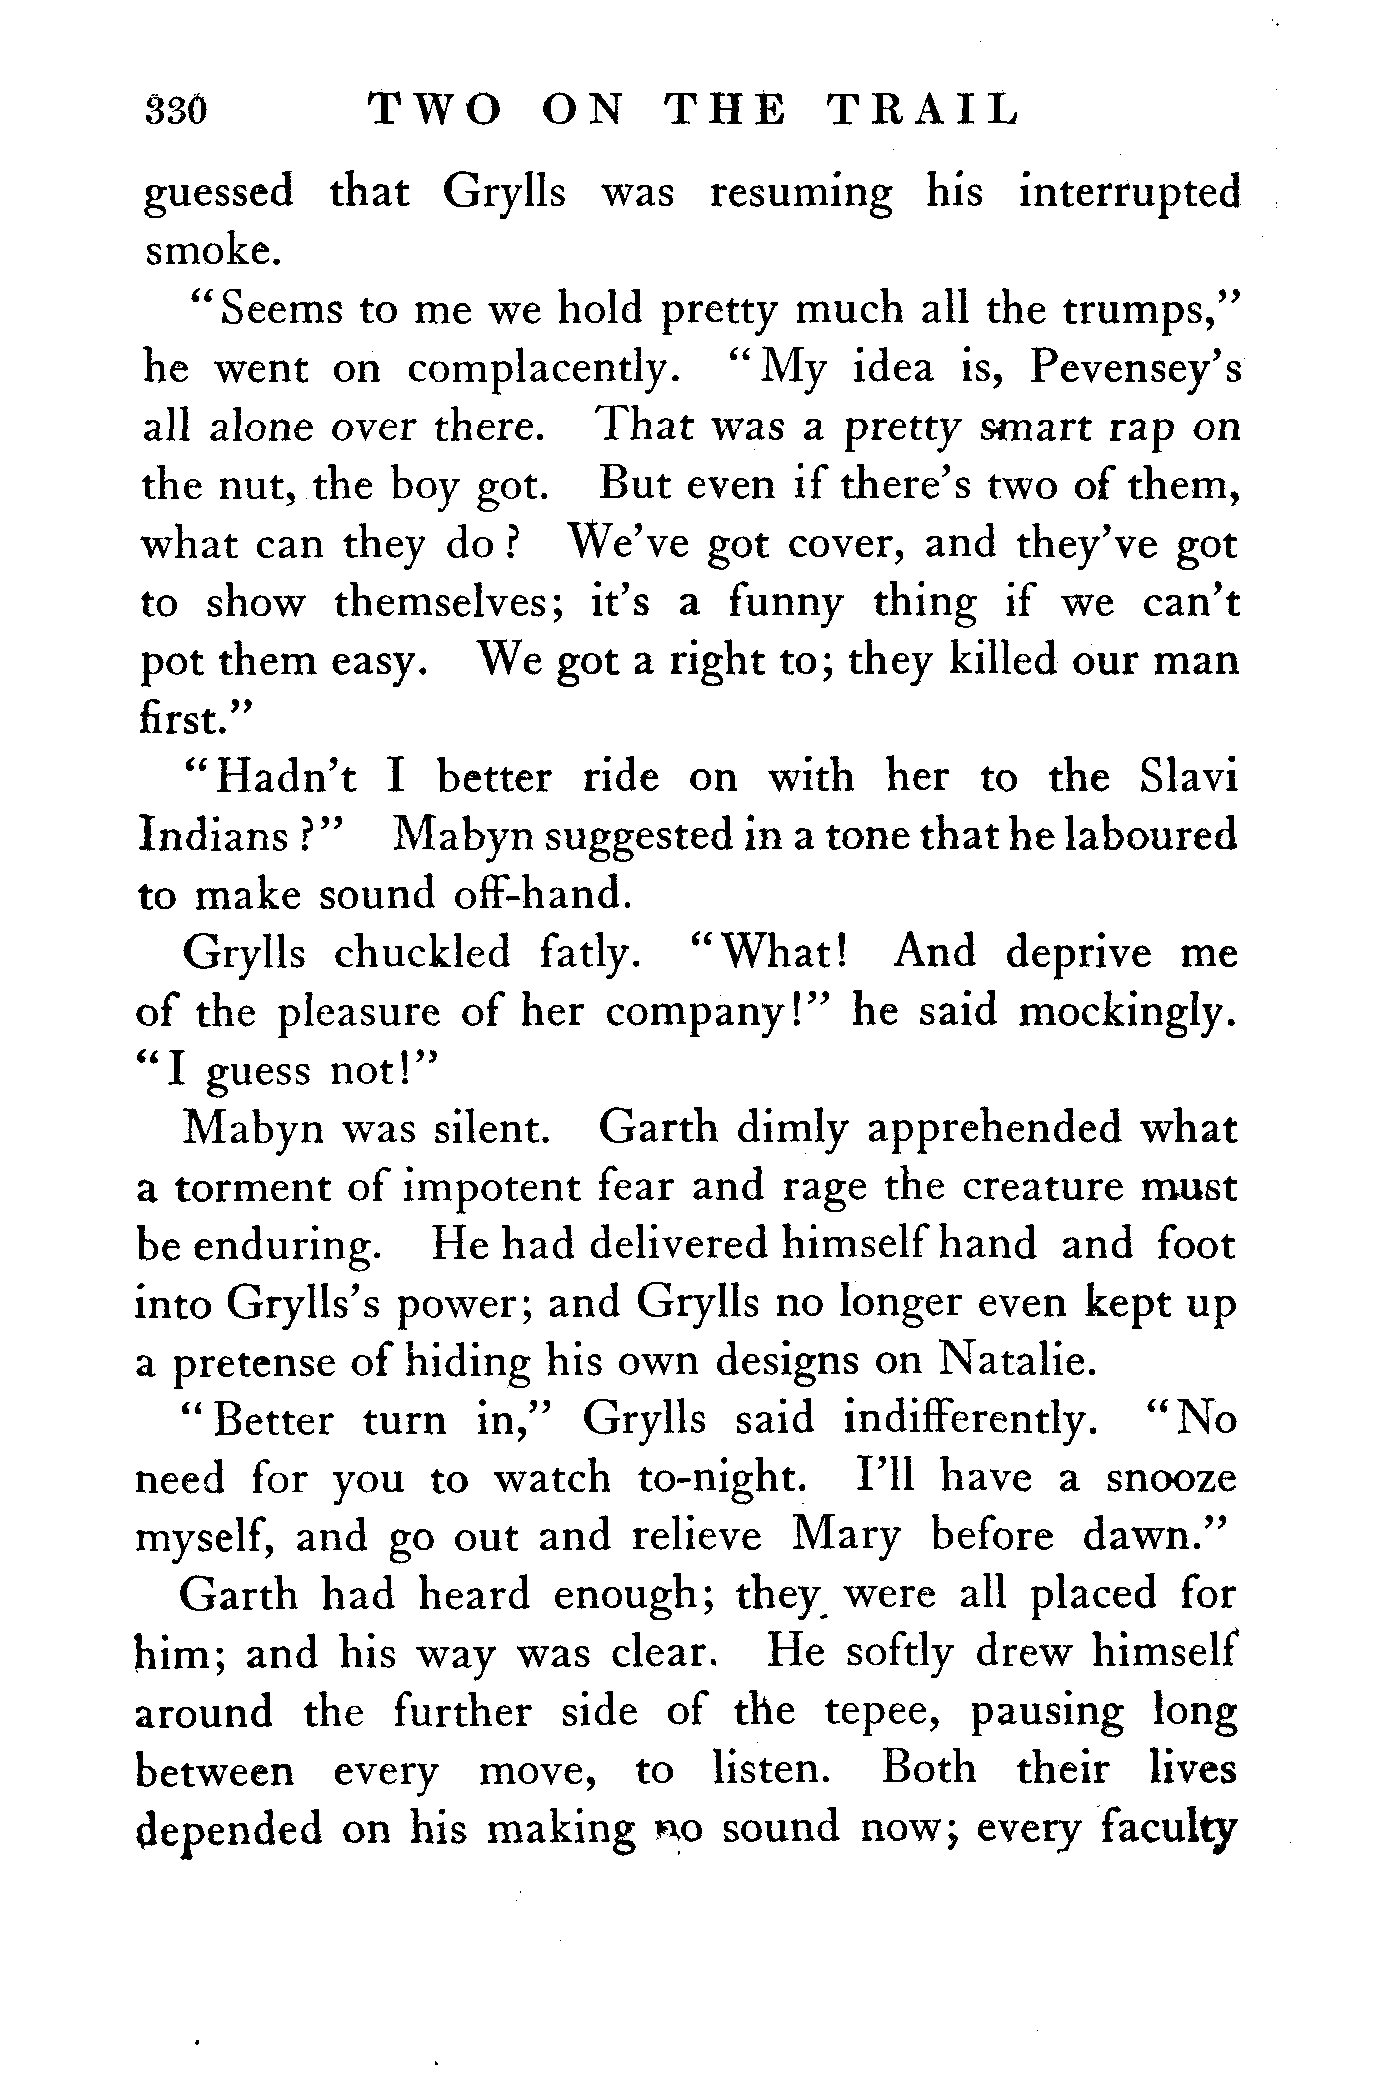 330 TWO ON THE TRAIL
guessed that Grylls was resuming his interrupted
smoke.
“Seems to me we hold pretty much all the trumps,”
he went on complacently. “My idea is, Pevensey’s
all alone over there. That was a pretty smart rap on
the nut, the boy got. But even if there’s two of them,
what can they do? We’ve got cover, and they’ve got
to show themselves; it’s a funny thing if we can’t
pot them easy. We got a right to; they killed our man
first.”
“Hadn’t I better ride on with her to the Slavi
Indians?” Mabyn suggested in a tone that he laboured
to make sound off-hand.
Grylls chuckled fatly. “What! And deprive me
of the pleasure of her company!” he said mockingly.
“I guess not!”
Mabyn was silent. Garth dimly apprehended what
a torment of impotent fear and rage the creature must
be enduring. He had delivered himself hand and foot
into Grylls’s power; and Grylls no longer even kept up
a pretense of hiding his own designs on Natalie.
“Better turn in,” Grylls said indifferently. “No
need for you to watch to-night. I’ll have a snooze
myself, and go out and relieve Mary before dawn.”
Garth had heard enough; they were all placed for
him; and his way was clear. He softly drew himself
around the further side of the tepee, pausing long
between every move, to listen. Both their lives
depended on his making no sound now; every faculty